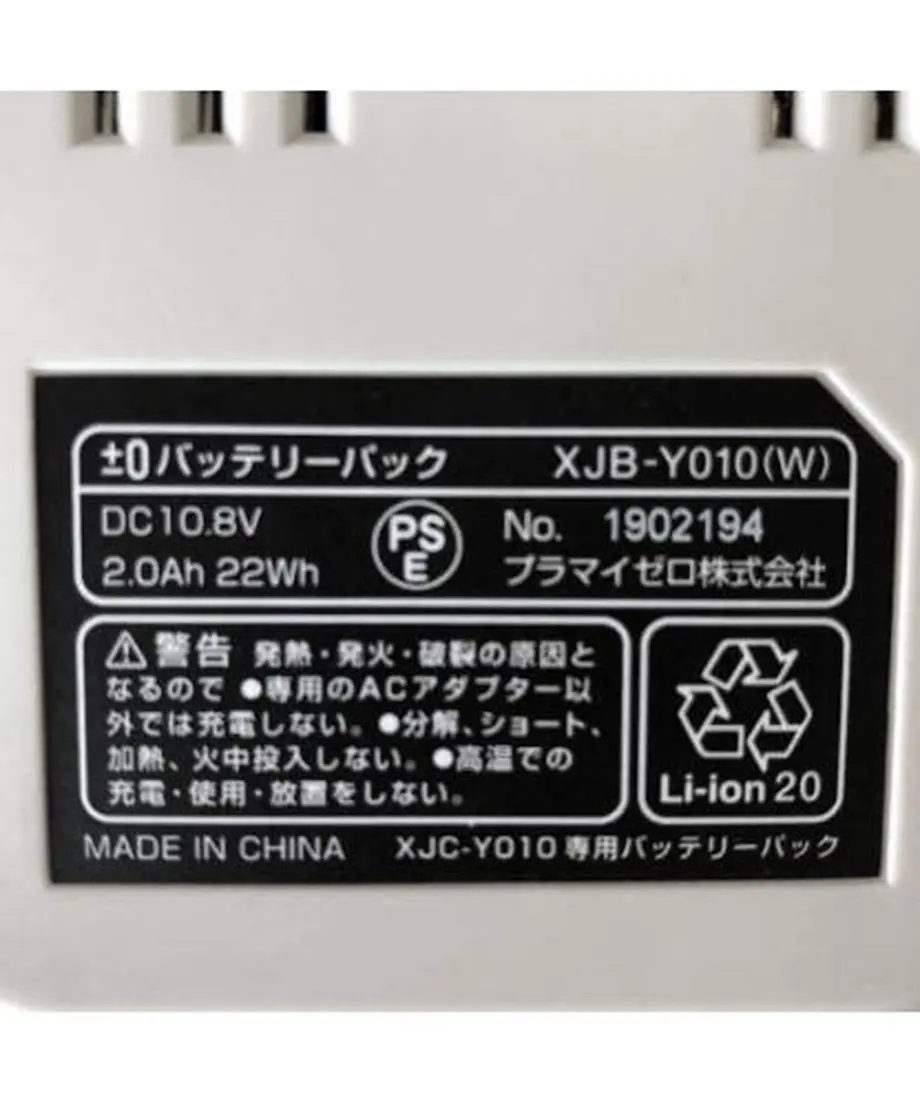 ±0バッテリーパック XJB-Y010(W)
DC10.8V
2.0Ah 22Wh
PS
E
No. 1902194
プラマイゼロ株式会社
⚠警告 発熱・発火・破裂の原因と
なるので ●専用のACアダプター以
外では充電しない。●分解、ショート、
加熱、火中投入しない。●高温での
充電・使用・放置をしない。
Li-ion 20
MADE IN CHINA XJC-Y010 専用バッテリーパック